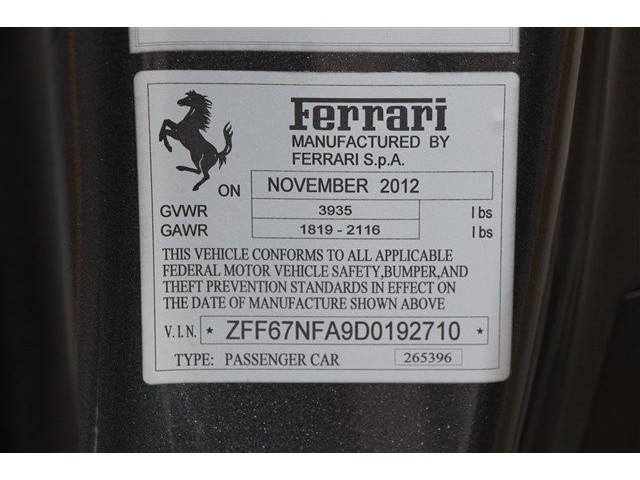 Ferrari
MANUFACTURED BY
FERRARI S.p.A.
ON NOVEMBER 2012
GVWR 3935 lbs
GAWR 1819 - 2116 lbs
THIS VEHICLE CONFORMS TO ALL APPLICABLE
FEDERAL MOTOR VEHICLE SAFETY,BUMPER,AND
THEFT PREVENTION STANDARDS IN EFFECT ON
THE DATE OF MANUFACTURE SHOWN ABOVE
V.I.N. * ZFF67NFA9D0192710 *
TYPE: PASSENGER CAR 265396